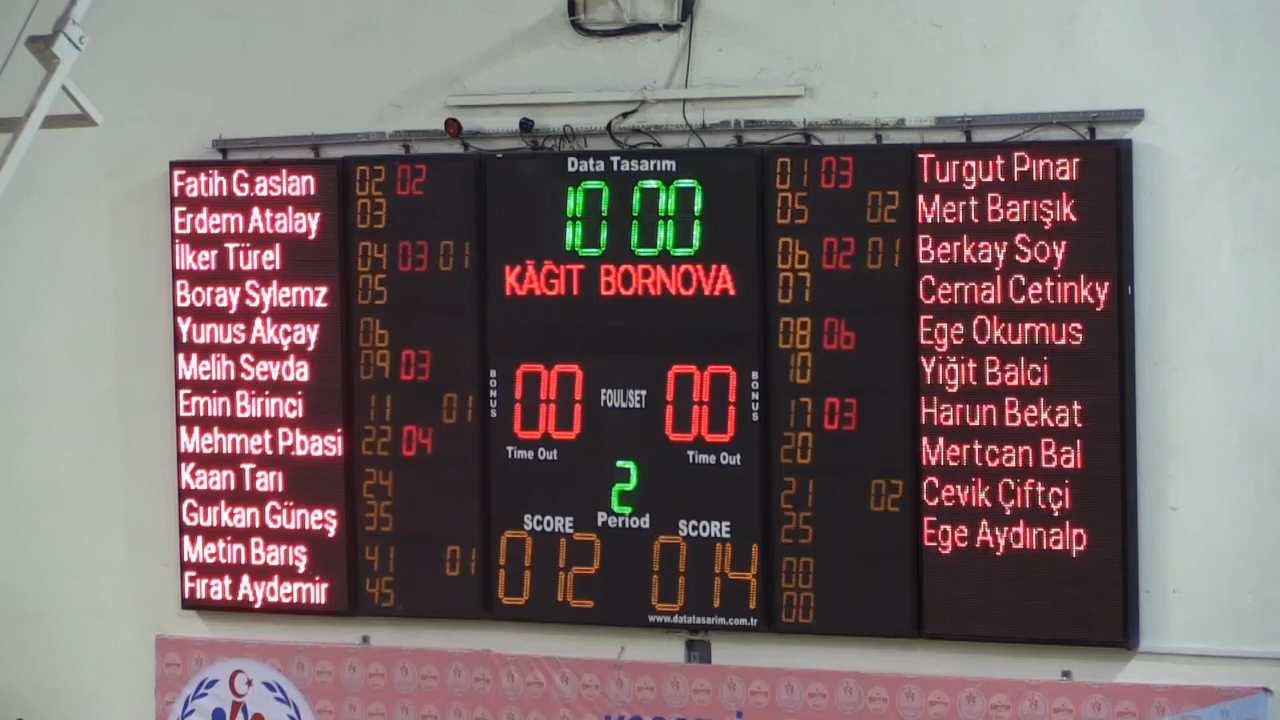 Data Tasarım
10 00
KÂĞIT BORNOVA
Fatih G.aslan 02 02
Erdem Atalay 03
İlker Türel 04 03 01
Boray Sylemz 05
Yunus Akçay 06
Melih Sevda 09 03
Emin Birinci 11 01
Mehmet P.basi 22 04
Kaan Tarı 24
Gurkan Güneş 35
Metin Barış 41 01
Fırat Aydemir 45
BONUS 00 FOUL/SET 00 BONUS
Time Out Time Out
2
Period
SCORE SCORE
012 014
www.datatasarim.com.tr
01 03 Turgut Pınar
05 02 Mert Barışık
06 02 01 Berkay Soy
07 Cemal Cetinky
08 06 Ege Okumus
10 Yiğit Balci
17 03 Harun Bekat
20 Mertcan Bal
21 02 Cevik Çiftçi
25 Ege Aydınalp
00
00